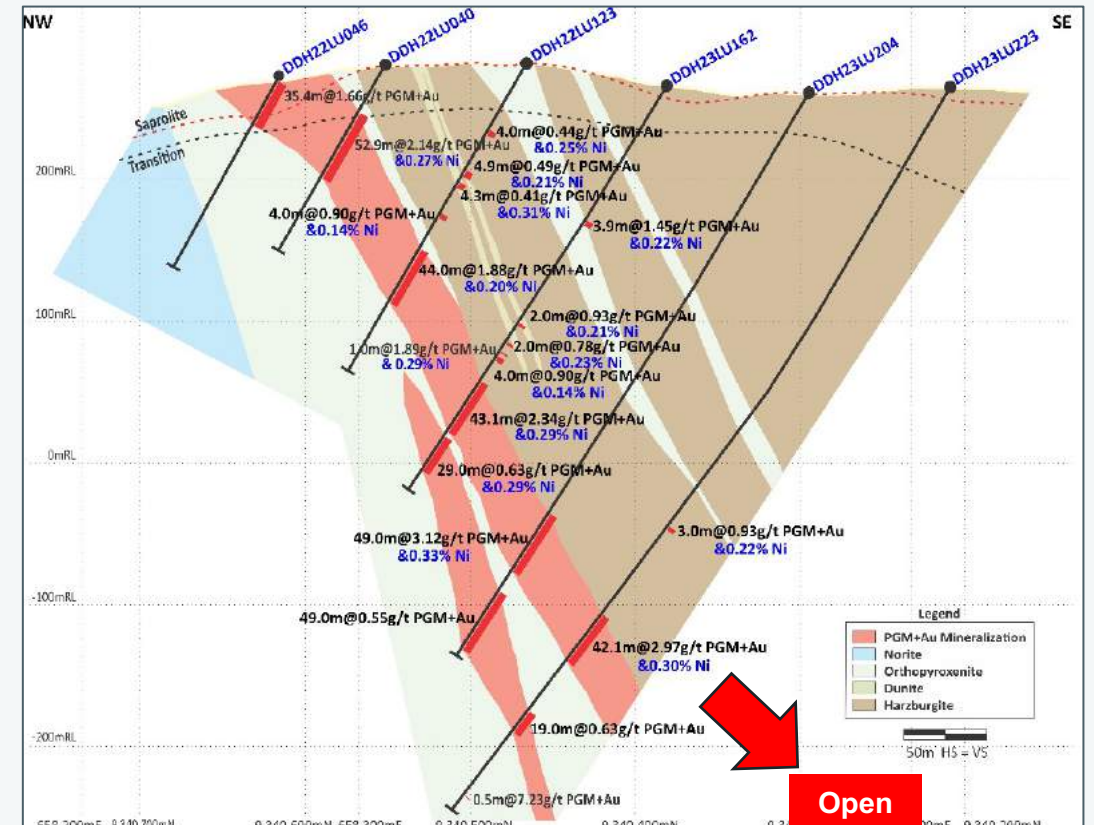 NW
SE
DDH22LU046
DDH22LU040
DDH22LU123
DDH23LU162
DDH23LU204
DDH23LU223
Saprolite
Transition
35.4m@1.66g/t PGM+Au
52.9m@2.14g/t PGM+Au
&0.27% Ni
4.0m@0.44g/t PGM+Au
&0.25% Ni
4.9m@0.49g/t PGM+Au
&0.21% Ni
4.3m@0.41g/t PGM+Au
&0.31% Ni
200mRL
4.0m@0.90g/t PGM+Au
&0.14% Ni
3.9m@1.45g/t PGM+Au
&0.22% Ni
44.0m@1.88g/t PGM+Au
&0.20% Ni
100mRL
2.0m@0.93g/t PGM+Au
&0.21% Ni
1.0m@1.89g/t PGM+Au
& 0.29% Ni
2.0m@0.78g/t PGM+Au
&0.23% Ni
4.0m@0.90g/t PGM+Au
&0.14% Ni
43.1m@2.34g/t PGM+Au
&0.29% Ni
0mRL
29.0m@0.63g/t PGM+Au
&0.29% Ni
49.0m@3.12g/t PGM+Au
&0.33% Ni
3.0m@0.93g/t PGM+Au
&0.22% Ni
-100mRL
49.0m@0.55g/t PGM+Au
42.1m@2.97g/t PGM+Au
&0.30% Ni
Legend
PGM+Au Mineralization
Norite
Orthopyroxenite
Dunite
Harzburgite
50m HS = VS
-200mRL
19.0m@0.63g/t PGM+Au
0.5m@7.23g/t PGM+Au
Open